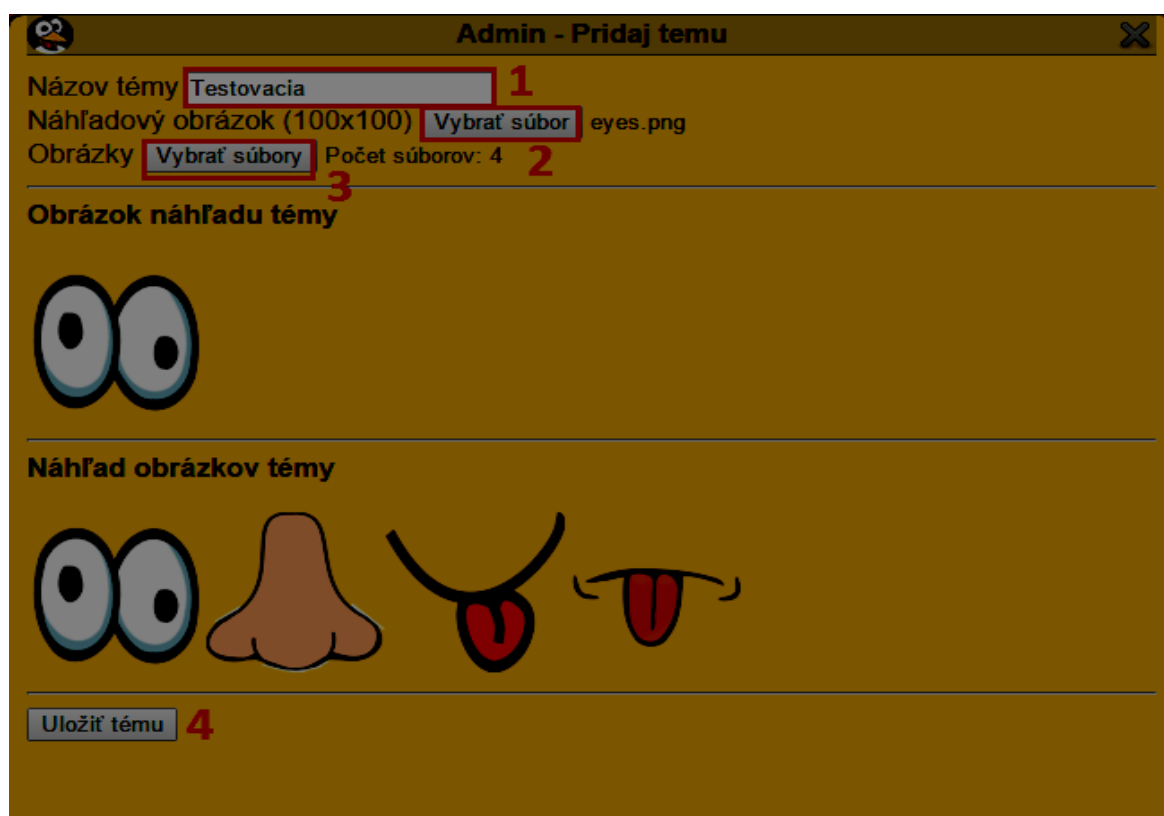 Admin - Pridaj temu
Názov témy Testovacia 1
Náhľadový obrázok (100x100) Vybrať súbor eyes.png
Obrázky Vybrať súbory Počet súborov: 4 2
3
Obrázok náhľadu témy
Náhľad obrázkov témy
Uložiť tému 4